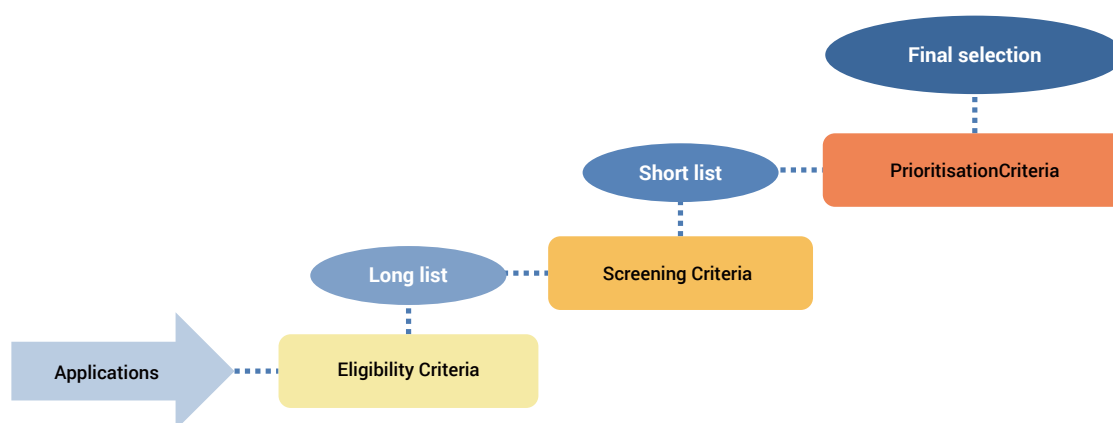 Final selection
PrioritisationCriteria
Short list
Screening Criteria
Long list
Eligibility Criteria
Applications